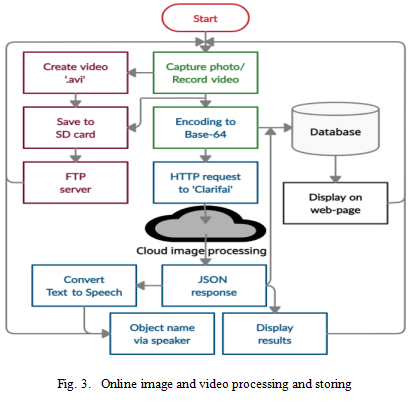 Start
Create video
'.avi'
Capture photo/
Record video
Save to
SD card
Encoding to
Base-64
Database
FTP
server
HTTP request
to 'Clarifai'
Display on
web-page
Cloud image processing
Convert
Text to Speech
JSON
response
Object name
via speaker
Display
results
Fig. 3. Online image and video processing and storing